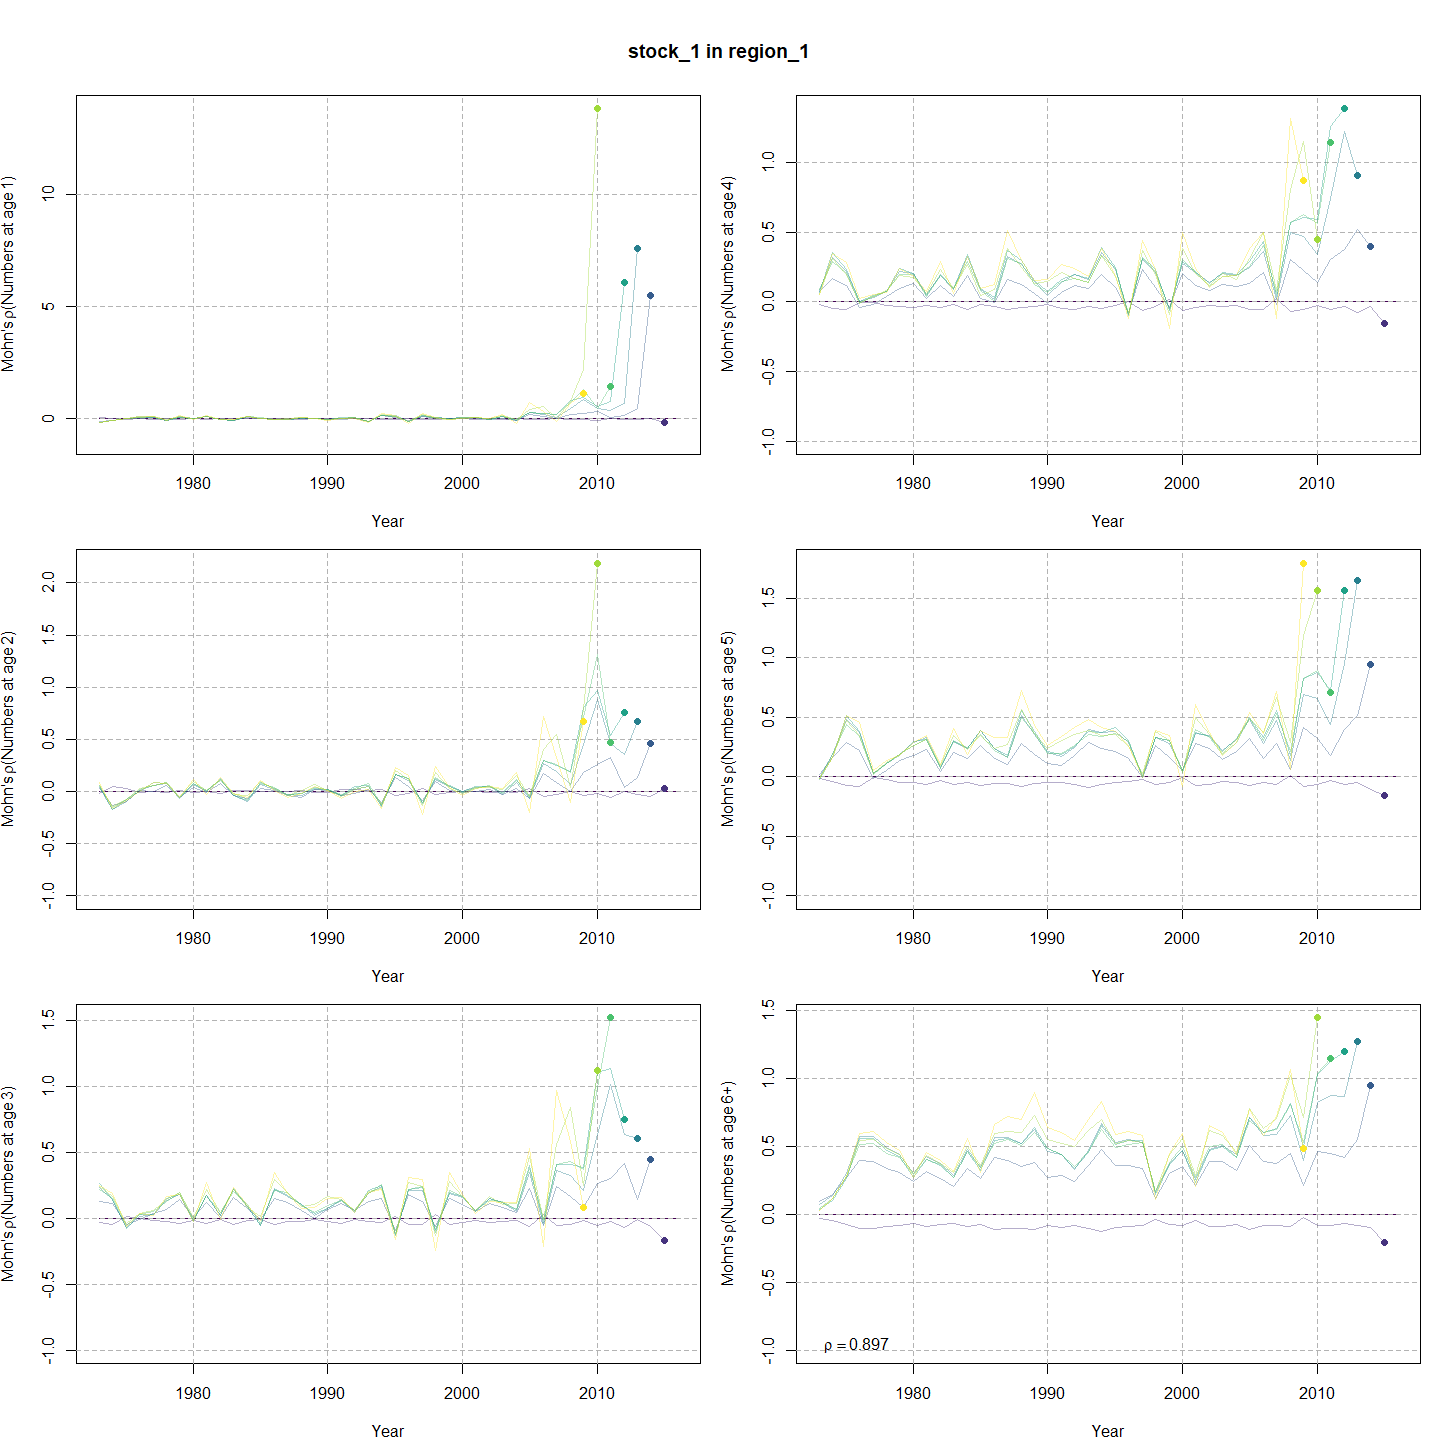 stock_1 in region_1
Mohn's ρ(Numbers at age 1)
10
5
0
1980 1990 2000 2010
Year
Mohn's ρ(Numbers at age 4)
1.0
0.5
0.0
-0.5
-1.0
1980 1990 2000 2010
Year
Mohn's ρ(Numbers at age 2)
2.0
1.5
1.0
0.5
0.0
-0.5
-1.0
1980 1990 2000 2010
Year
Mohn's ρ(Numbers at age 5)
1.5
1.0
0.5
0.0
-0.5
-1.0
1980 1990 2000 2010
Year
Mohn's ρ(Numbers at age 3)
1.5
1.0
0.5
0.0
-0.5
-1.0
1980 1990 2000 2010
Year
Mohn's ρ(Numbers at age 6+)
1.5
1.0
0.5
0.0
-0.5
-1.0
ρ = 0.897
1980 1990 2000 2010
Year